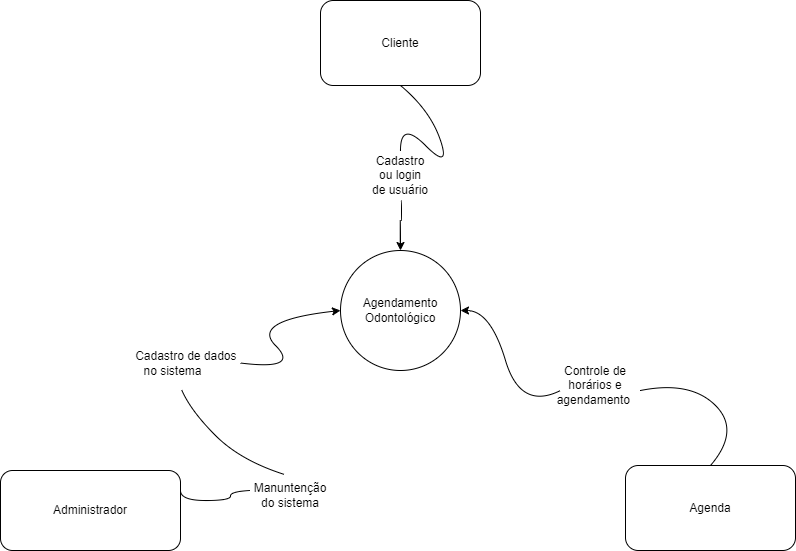 Cliente
Cadastro
ou login
de usuário
Agendamento
Odontológico
Cadastro de dados
no sistema
Controle de
horários e
agendamento
Manuntenção
do sistema
Administrador
Agenda